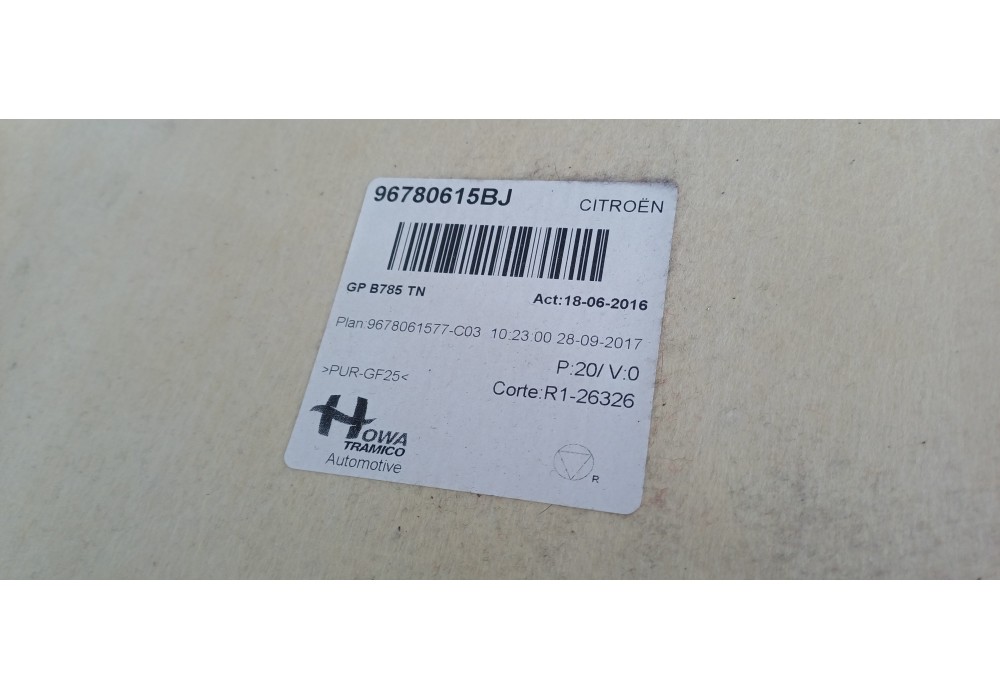 96780615BJ CITROËN
GP B785 TN Act:18-06-2016
Plan:9678061577-C03 10:23:00 28-09-2017
>PUR-GF25< P:20/ V:0
Corte:R1-26326
HOWA
TRAMICO
Automotive
R